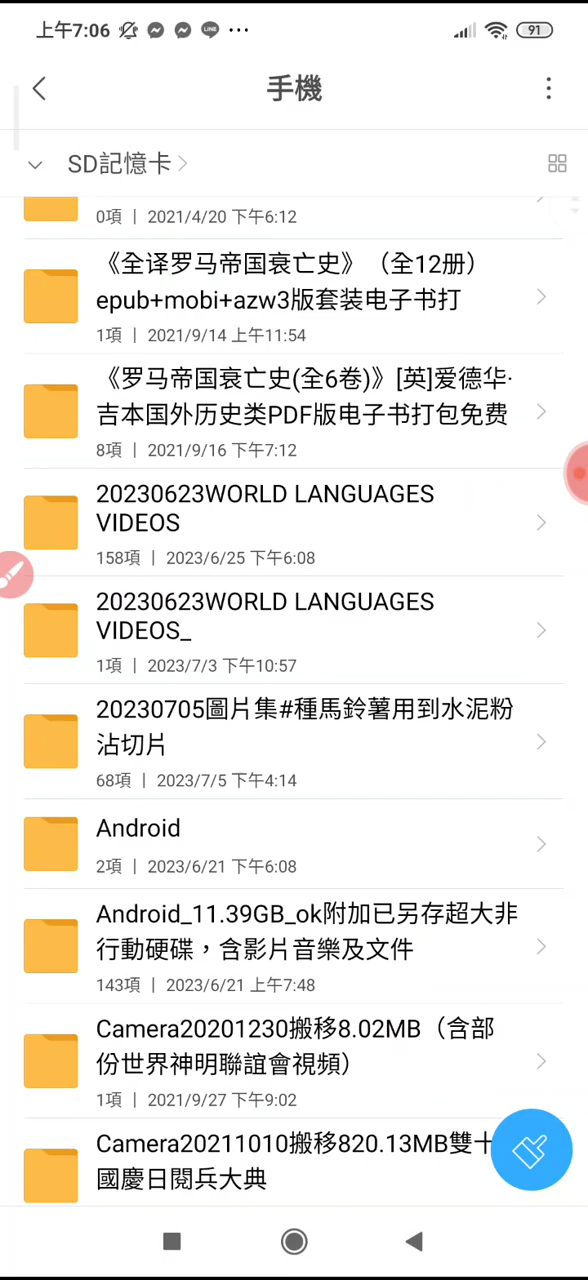 上午7:06
LINE
91
手機
SD記憶卡
0項 | 2021/4/20 下午6:12
《全译罗马帝国衰亡史》（全12册）
epub+mobi+azw3版套装电子书打
1項 | 2021/9/14 上午11:54
《罗马帝国衰亡史(全6卷)》[英]爱德华·
吉本国外历史类PDF版电子书打包免费
8項 | 2021/9/16 下午7:12
20230623WORLD LANGUAGES
VIDEOS
158項 | 2023/6/25 下午6:08
20230623WORLD LANGUAGES
VIDEOS_
1項 | 2023/7/3 下午10:57
20230705圖片集#種馬鈴薯用到水泥粉
沾切片
68項 | 2023/7/5 下午4:14
Android
2項 | 2023/6/21 下午6:08
Android_11.39GB_ok附加已另存超大非
行動硬碟，含影片音樂及文件
143項 | 2023/6/21 上午7:48
Camera20201230搬移8.02MB（含部
份世界神明聯誼會視頻）
1項 | 2021/9/27 下午9:02
Camera20211010搬移820.13MB雙十
國慶日閱兵大典